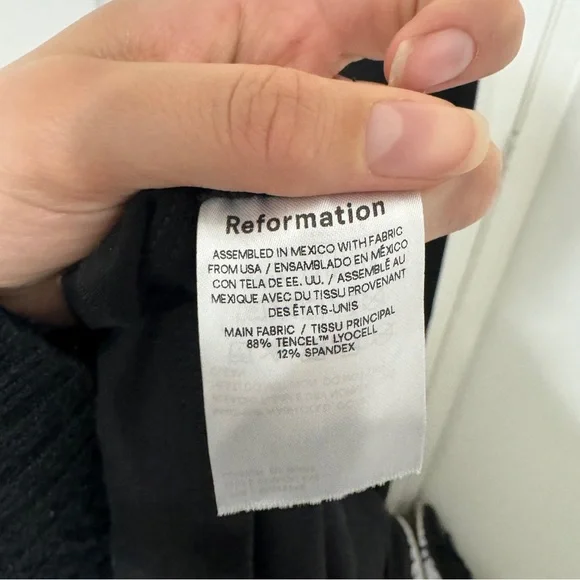 Reformation
ASSEMBLED IN MEXICO WITH FABRIC
FROM USA / ENSAMBLADO EN MÉXICO
CON TELA DE EE. UU. / ASSEMBLÉ AU
MEXIQUE AVEC DU TISSU PROVENANT
DES ÉTATS-UNIS
MAIN FABRIC / TISSU PRINCIPAL
88% TENCEL™ LYOCELL
12% SPANDEX